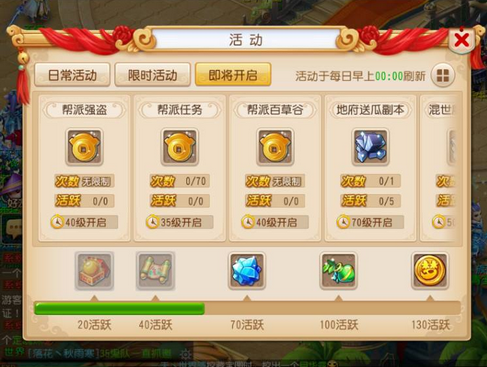 活动
日常活动 限时活动 即将开启 活动于每日早上00:00刷新
帮派强盗 帮派任务 帮派百草谷 地府送瓜副本 混世
次数 无限制 次数 0/70 次数 无限制 次数 0/1
活跃 0/0 活跃 0/0 活跃 0/0 活跃 0/5
40级开启 35级开启 40级开启 70级开启
20活跃 40活跃 70活跃 100活跃 130活跃